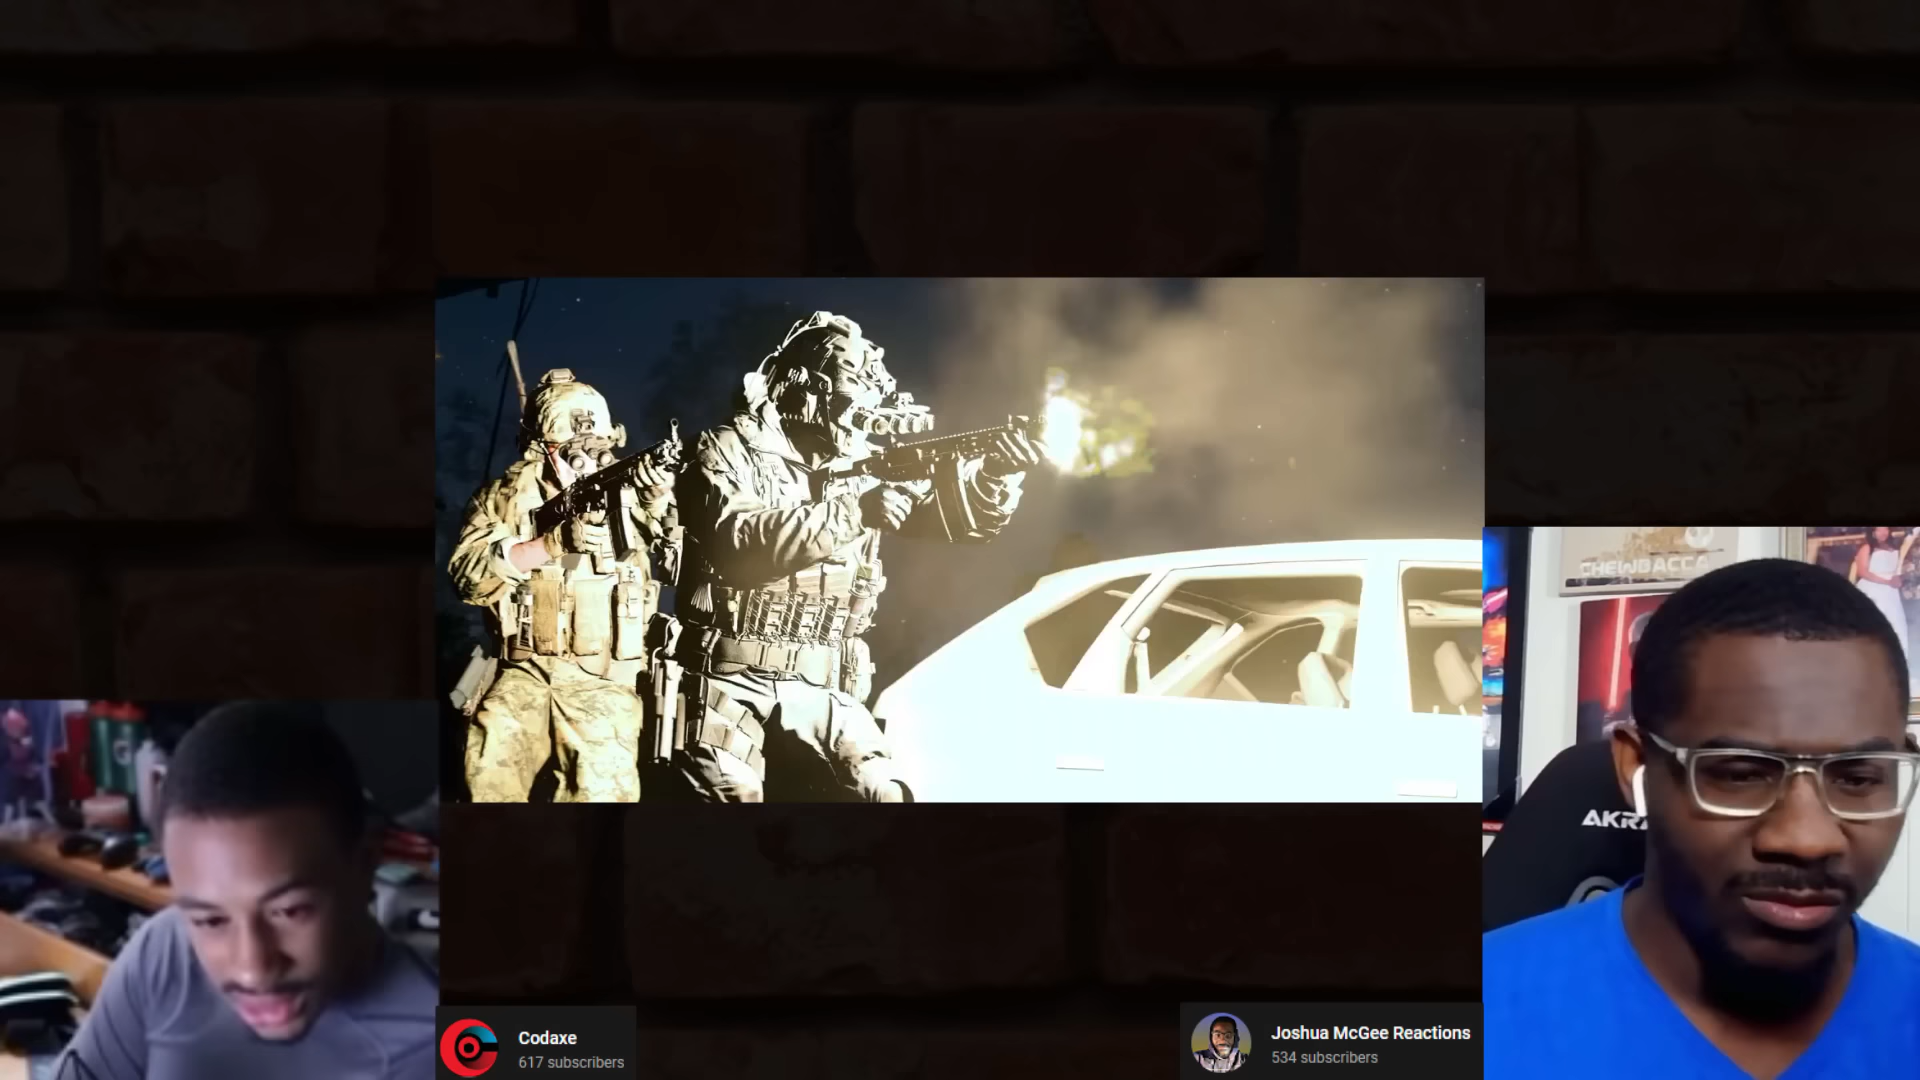 CHEWBACCA
AKR
Codaxe
617 subscribers
Joshua McGee Reactions
534 subscribers